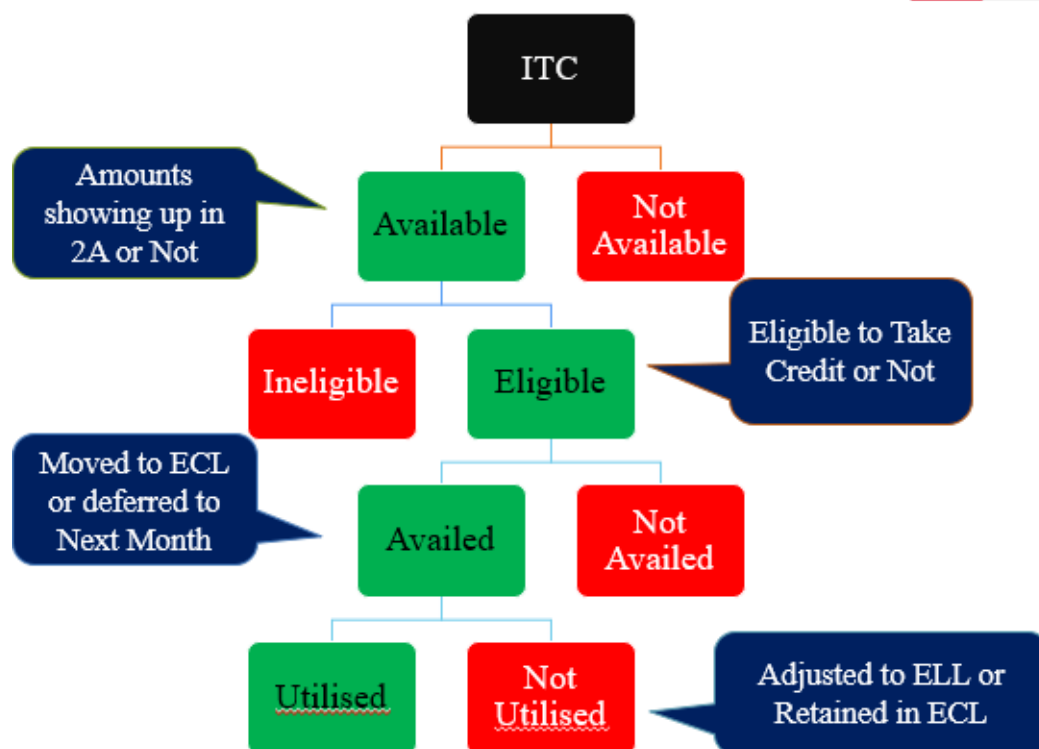 ITC
Amounts
showing up in
2A or Not
Available
Not
Available
Ineligible
Eligible
Eligible to Take
Credit or Not
Moved to ECL
or deferred to
Next Month
Availed
Not
Availed
Utilised
Not
Utilised
Adjusted to ELL or
Retained in ECL